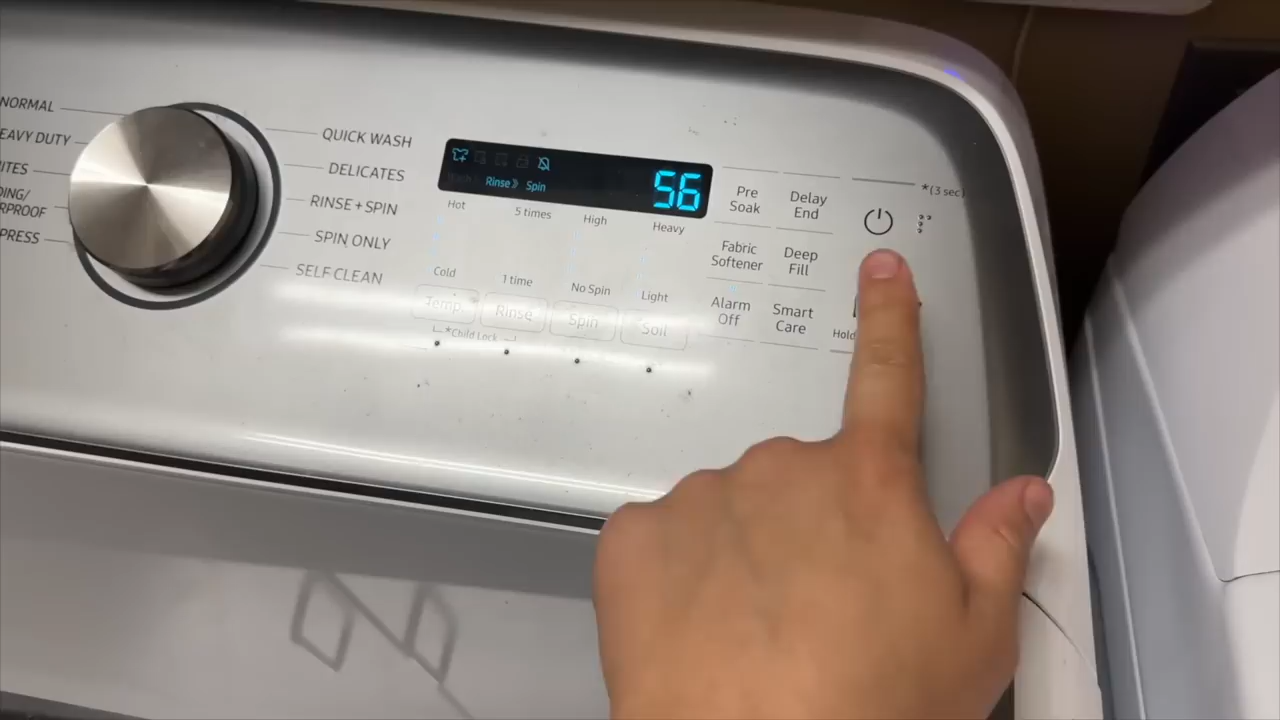 NORMAL
EAVY DUTY
ITES
DING/
RPROOF
PRESS
QUICK WASH
DELICATES
RINSE + SPIN
SPIN ONLY
SELF CLEAN
Rinse Spin
56
Hot 5 times High Heavy
Cold 1 time No Spin Light
Temp. Rinse Spin Soil
*Child Lock
Pre Soak
Delay End
Fabric Softener
Deep Fill
Alarm Off
Smart Care
*(3 sec)
Hold